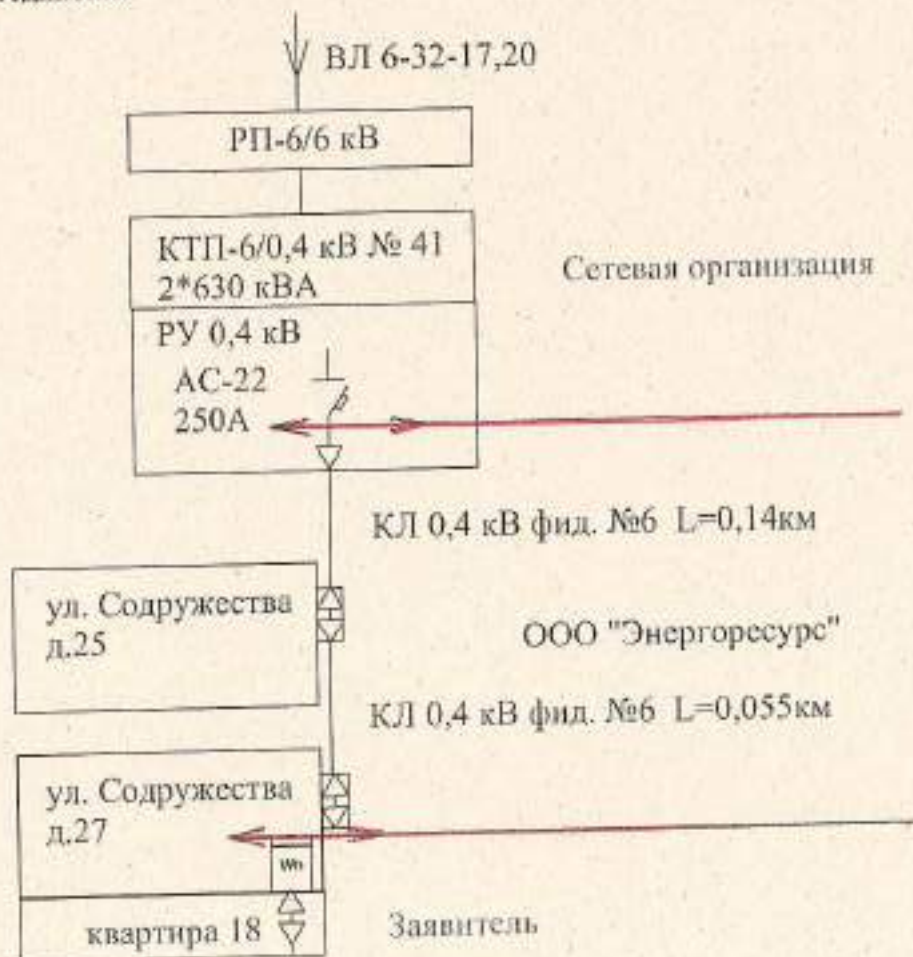 ВЛ 6-32-17,20
РП-6/6 кВ
КТП-6/0,4 кВ № 41
2*630 кВА
Сетевая организация
РУ 0,4 кВ
АС-22
250А
КЛ 0,4 кВ фид. №6 L=0,14км
ул. Содружества
д.25
ООО "Энергоресурс"
КЛ 0,4 кВ фид. №6 L=0,055км
ул. Содружества
д.27
Wh
квартира 18
Заявитель